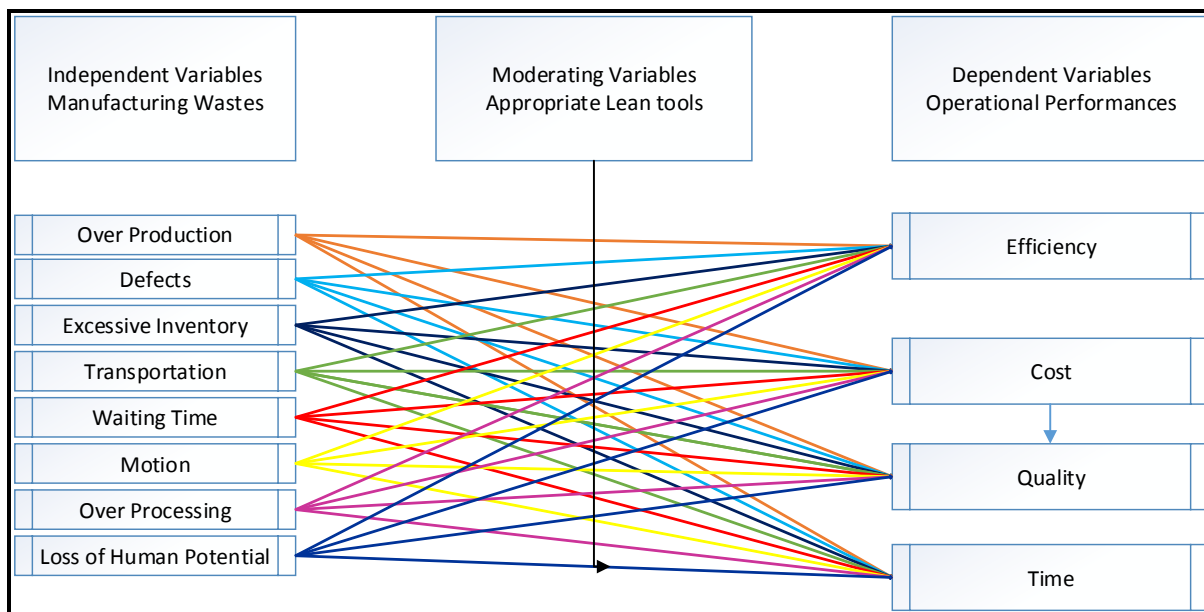 Independent Variables
Manufacturing Wastes
Moderating Variables
Appropriate Lean tools
Dependent Variables
Operational Performances
Over Production
Defects
Excessive Inventory
Transportation
Waiting Time
Motion
Over Processing
Loss of Human Potential
Efficiency
Cost
Quality
Time